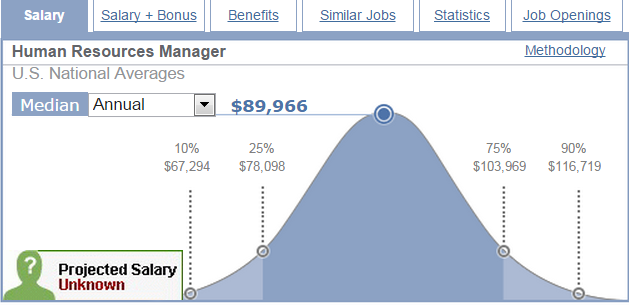 Salary Salary + Bonus Benefits Similar Jobs Statistics Job Openings
Human Resources Manager Methodology
U.S. National Averages
Median Annual $89,966
10% 25% 75% 90%
$67,294 $78,098 $103,969 $116,719
?
Projected Salary
Unknown